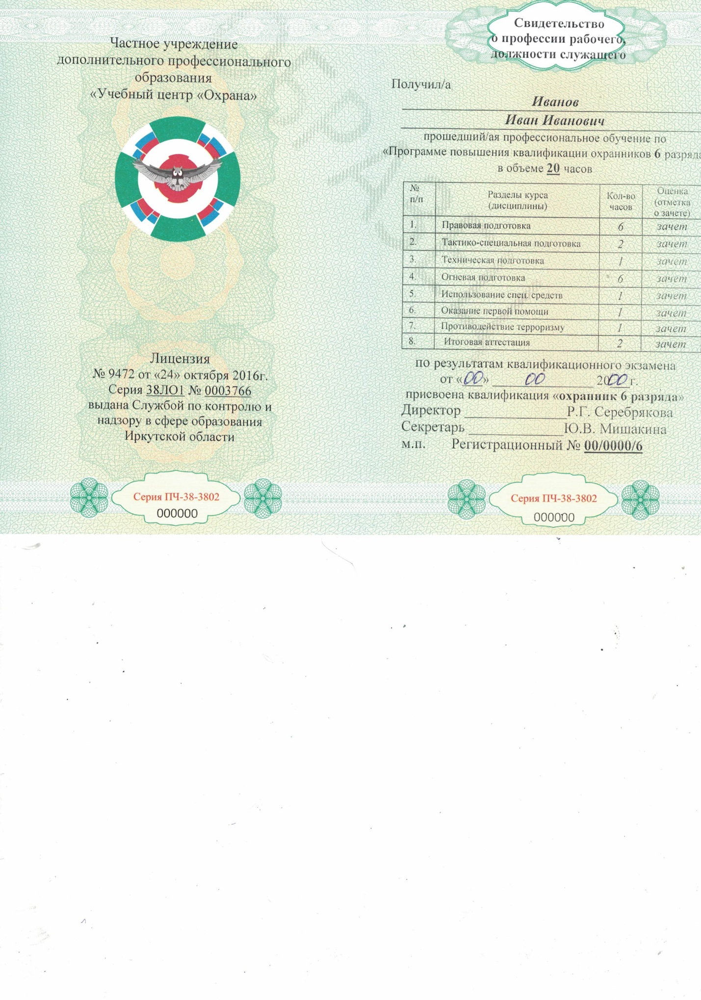 Частное учреждение
дополнительного профессионального
образования
«Учебный центр «Охрана»
Лицензия
№ 9472 от «24» октября 2016г.
Серия 38ЛО1 № 0003766
выдана Службой по контролю и
надзору в сфере образования
Иркутской области
Серия ПЧ-38-3802
000000
Свидетельство
о профессии рабочего,
должности служащего
Получил/а
Иванов
Иван Иванович
прошедший/ая профессиональное обучение по
«Программе повышения квалификации охранников 6 разряда
в объеме 20 часов
№ п/п Разделы курса (дисциплины) Кол-во часов Оценка (отметка о зачете)
1. Правовая подготовка 6 зачет
2. Тактико-специальная подготовка 2 зачет
3. Техническая подготовка 1 зачет
4. Огневая подготовка 6 зачет
5. Использование спец. средств 1 зачет
6. Оказание первой помощи 1 зачет
7. Противодействие терроризму 1 зачет
8. Итоговая аттестация 2 зачет
по результатам квалификационного экзамена
от «00» 00 2000г.
присвоена квалификация «охранник 6 разряда»
Директор ______________ Р.Г. Серебрякова
Секретарь ______________Ю.В. Мишакина
м.п. Регистрационный № 00/0000/6
Серия ПЧ-38-3802
000000